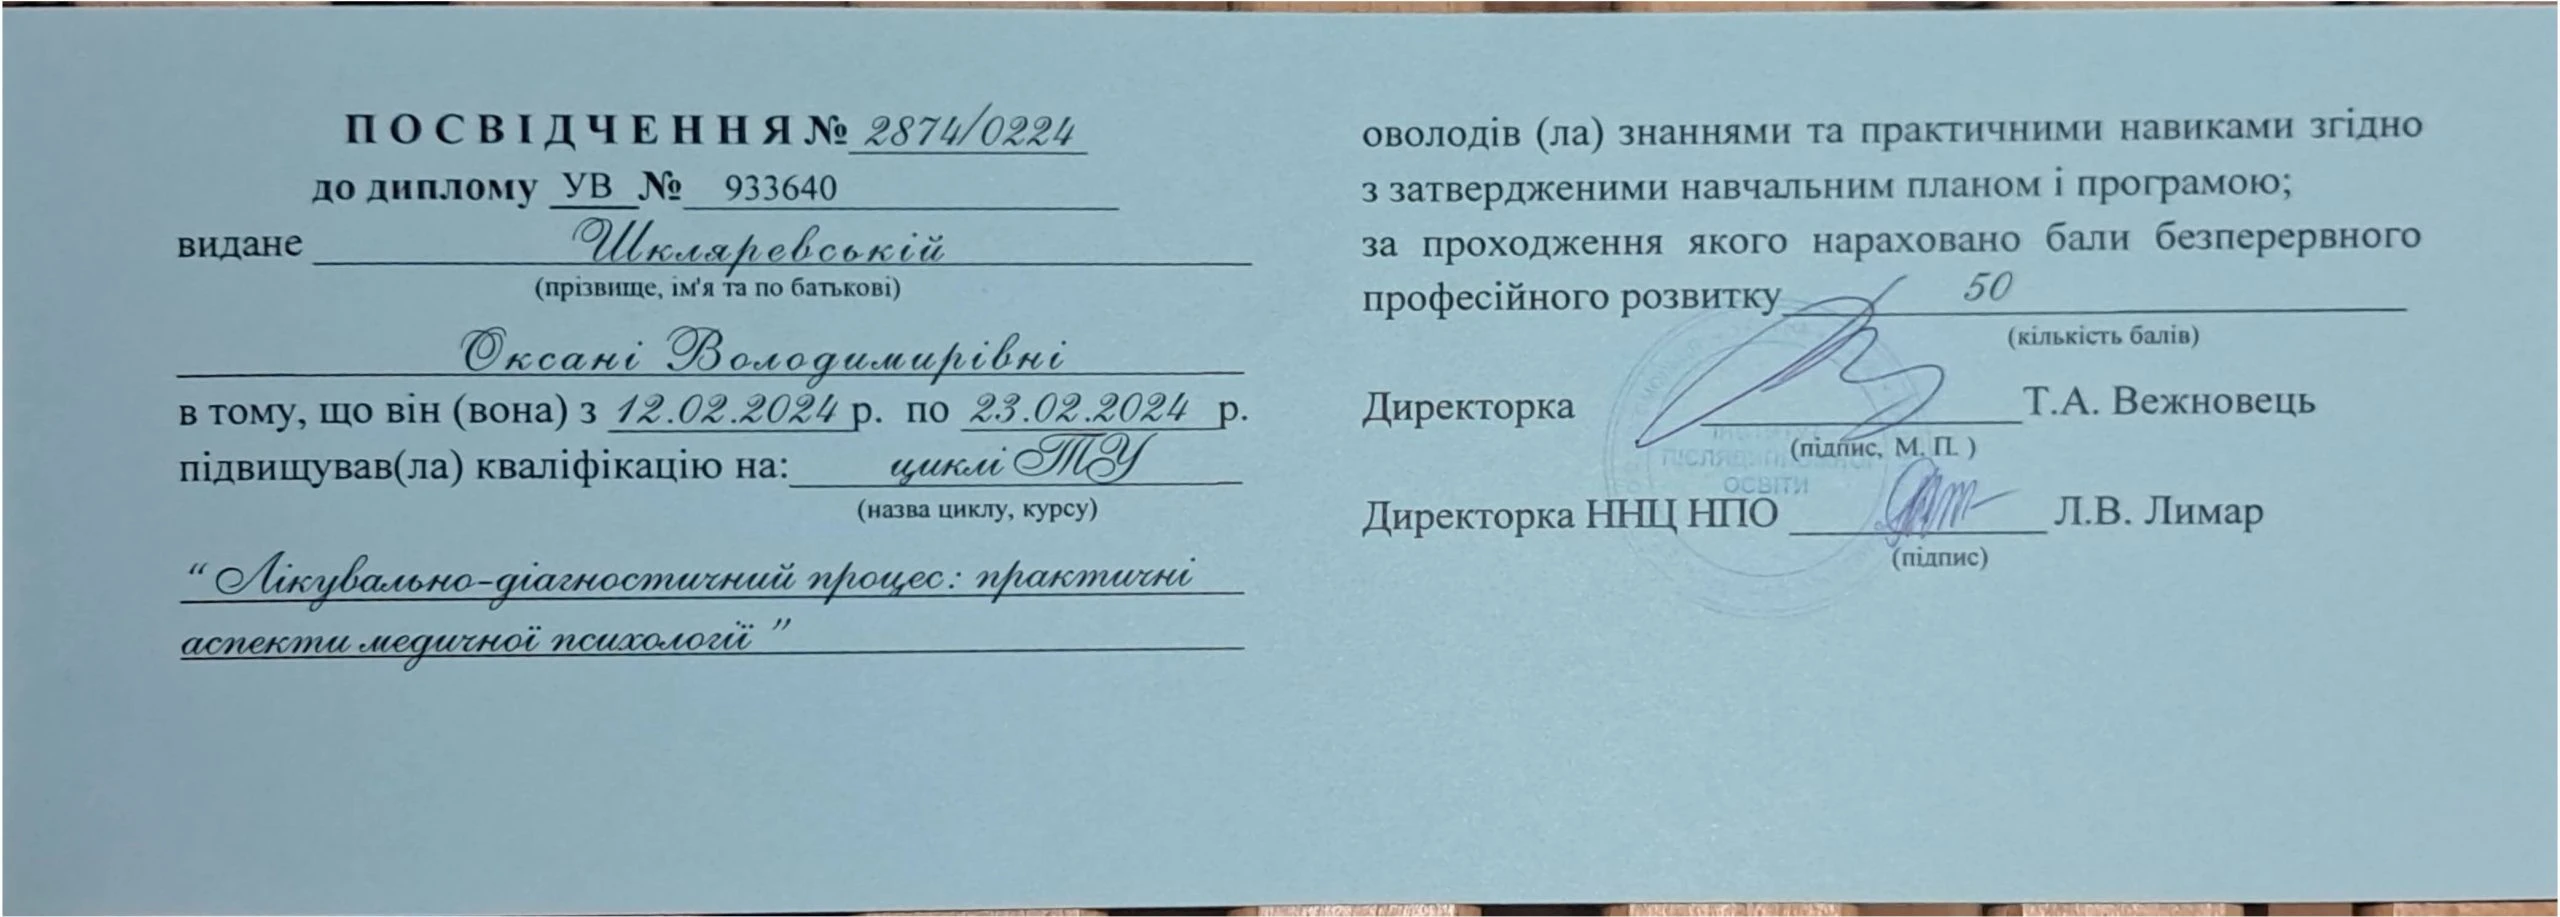 ПОСВІДЧЕННЯ № 2874/0224
до диплому УВ № 933640
видане Шкляревській
(прізвище, ім'я та по батькові)
Оксані Володимирівні
в тому, що він (вона) з 12.02.2024 р. по 23.02.2024 р.
підвищував(ла) кваліфікацію на: циклі ТУ
(назва циклу, курсу)
“ Лікувально-діагностичний процес: практичні
аспекти медичної психології ”
оволодів (ла) знаннями та практичними навиками згідно
з затвердженими навчальним планом і програмою;
за проходження якого нараховано бали безперервного
професійного розвитку 50
(кількість балів)
Директорка Т.А. Вежновець
(підпис, М. П. )
ПІСЛЯДИПЛОМНОЇ
ОСВІТИ
Директорка ННЦ НПО Л.В. Лимар
(підпис)